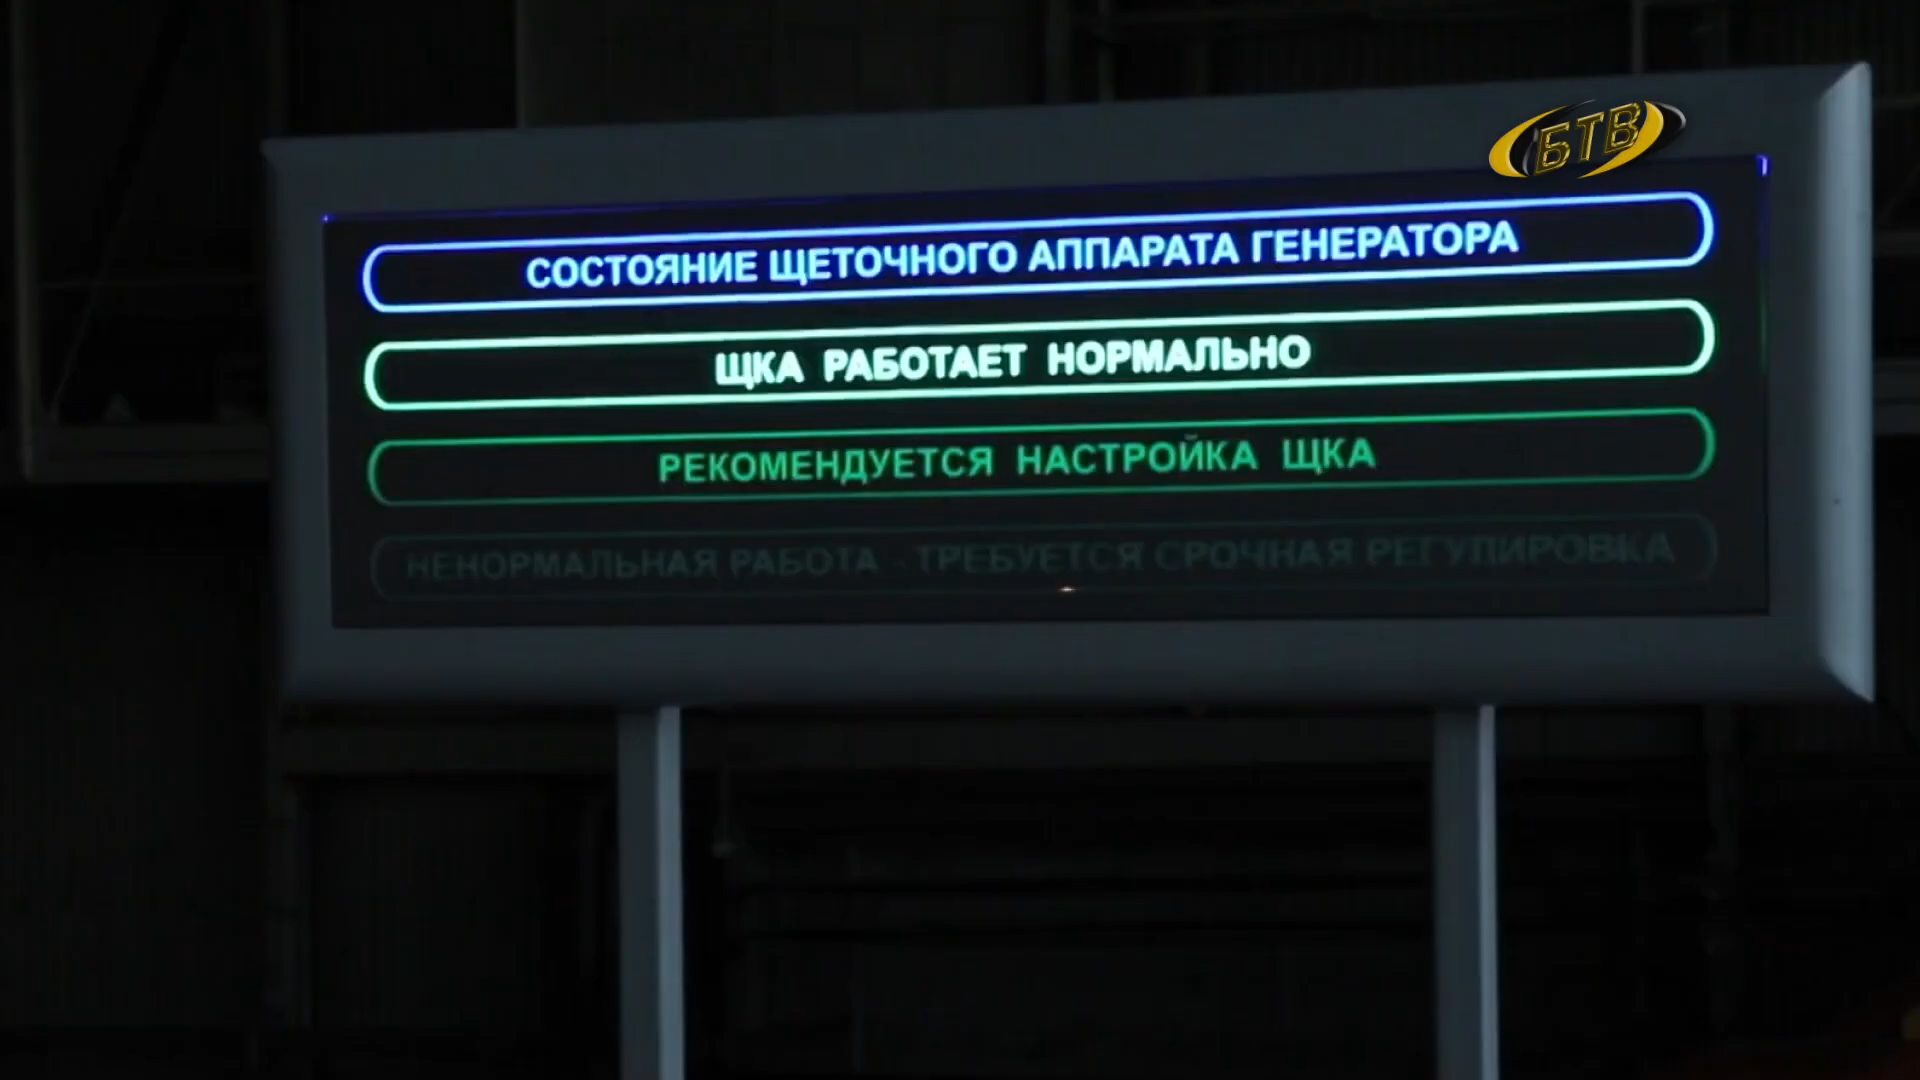 БТВ
СОСТОЯНИЕ ЩЕТОЧНОГО АППАРАТА ГЕНЕРАТОРА
ЩКА РАБОТАЕТ НОРМАЛЬНО
РЕКОМЕНДУЕТСЯ НАСТРОЙКА ЩКА
НЕНОРМАЛЬНАЯ РАБОТА - ТРЕБУЕТСЯ СРОЧНАЯ РЕГУЛИРОВКА